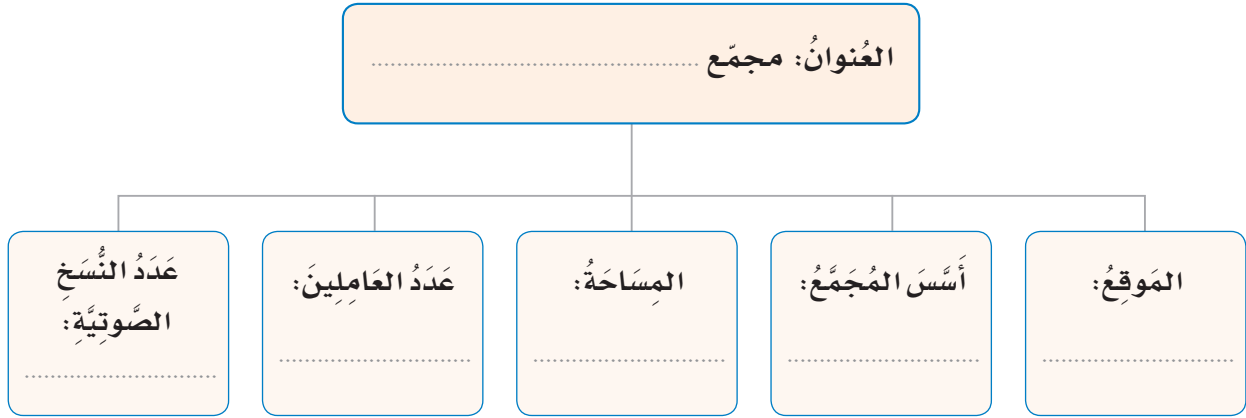 العُنوانُ: مجمّع ..........................................
المَوقِعُ:
..............................
أَسَّسَ المُجَمَّعُ:
..............................
المِسَاحَةُ:
..............................
عَدَدُ العَامِلِينَ:
..............................
عَدَدُ النُّسَخِ
الصَّوتِيَّةِ:
..............................